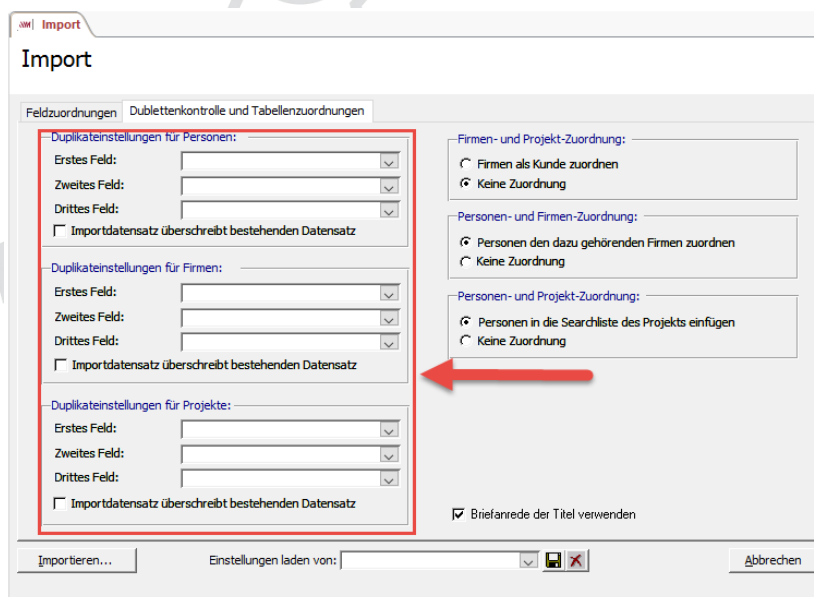 Import
Import
Feldzuordnungen
Dublettenkontrolle und Tabellenzuordnungen
Duplikateinstellungen für Personen:
Erstes Feld:
Zweites Feld:
Drittes Feld:
Importdatensatz überschreibt bestehenden Datensatz
Duplikateinstellungen für Firmen:
Erstes Feld:
Zweites Feld:
Drittes Feld:
Importdatensatz überschreibt bestehenden Datensatz
Duplikateinstellungen für Projekte:
Erstes Feld:
Zweites Feld:
Drittes Feld:
Importdatensatz überschreibt bestehenden Datensatz
Firmen- und Projekt-Zuordnung:
Firmen als Kunde zuordnen
Keine Zuordnung
Personen- und Firmen-Zuordnung:
Personen den dazu gehörenden Firmen zuordnen
Keine Zuordnung
Personen- und Projekt-Zuordnung:
Personen in die Searchliste des Projekts einfügen
Keine Zuordnung
Briefanrede der Titel verwenden
Importieren...
Einstellungen laden von:
Abbrechen